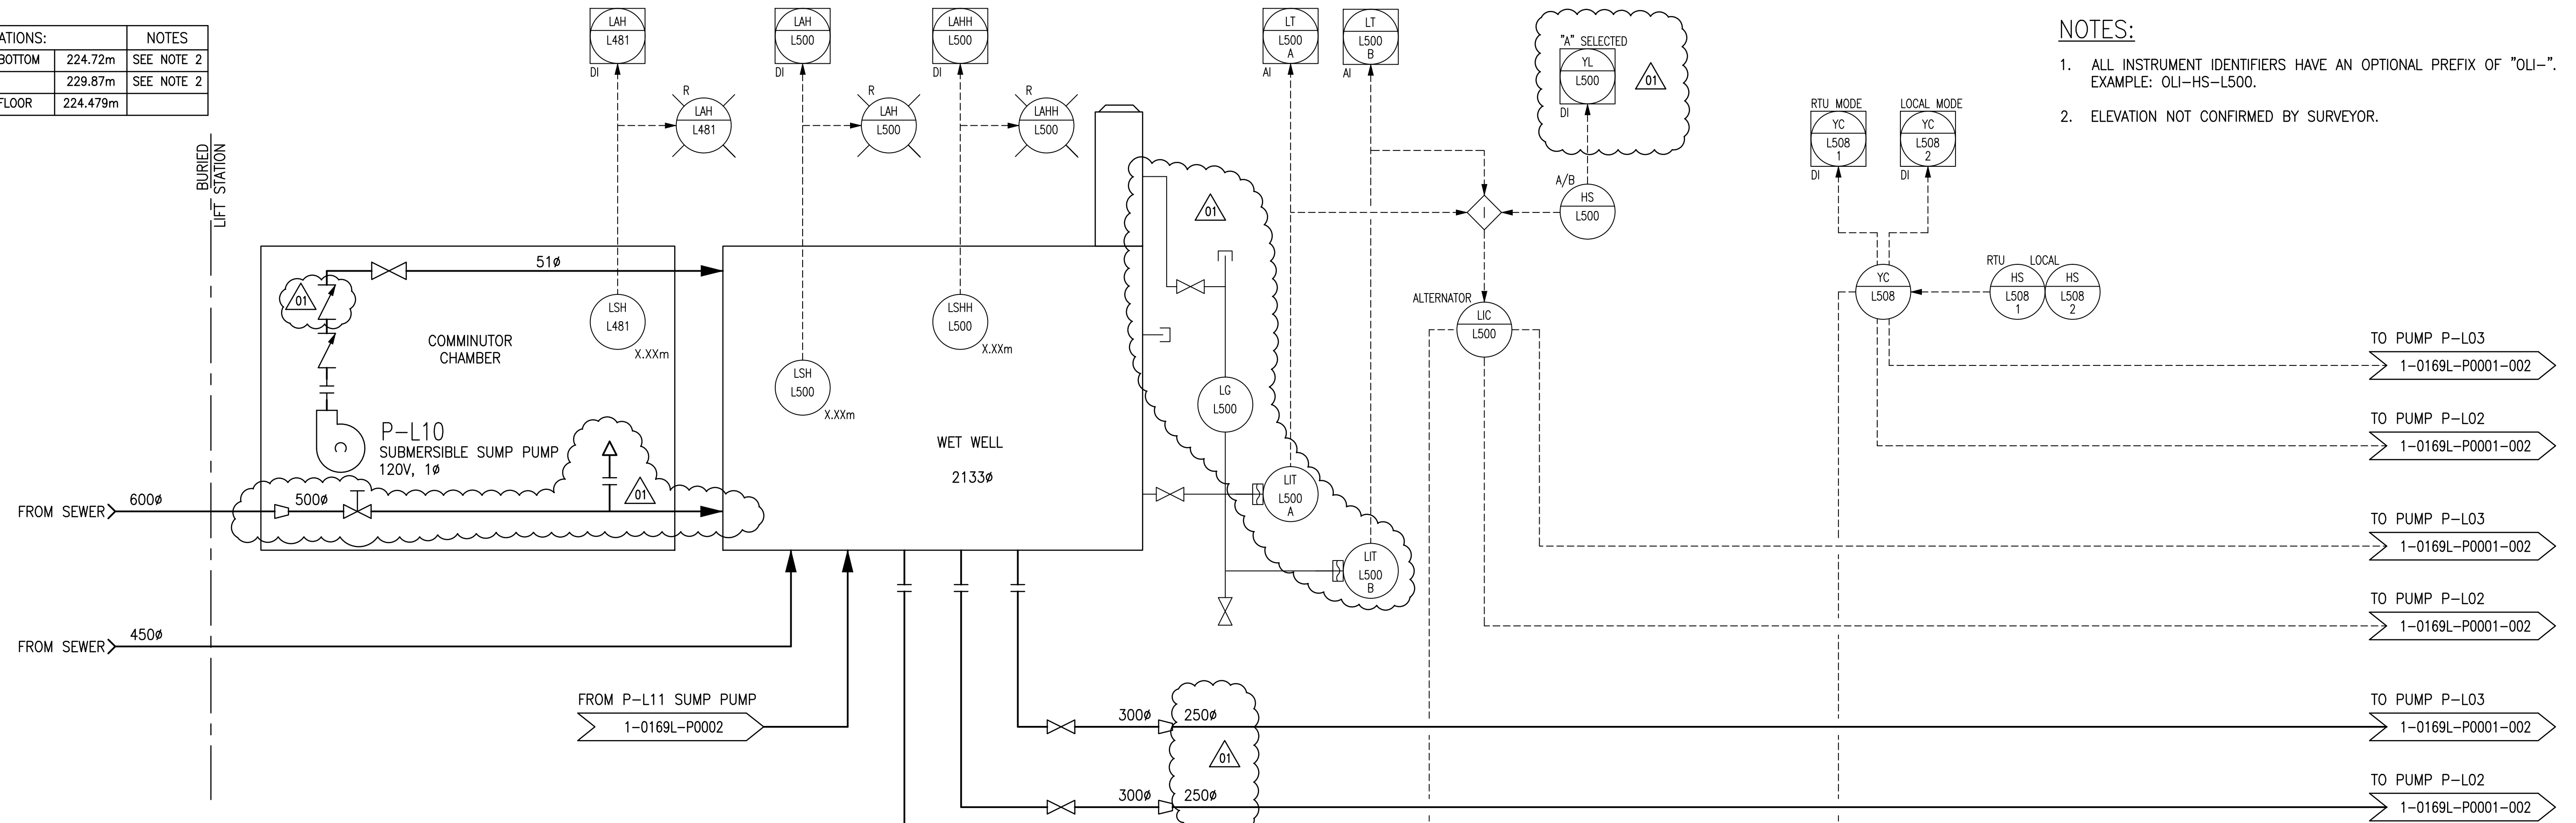 ATIONS: NOTES
BOTTOM 224.72m SEE NOTE 2
229.87m SEE NOTE 2
FLOOR 224.479m
BURIED
LIFT STATION
LAH
L481
DI
R
LAH
L481
LAH
L500
DI
R
LAH
L500
LAHH
L500
DI
R
LAHH
L500
LT
L500
A
AI
LT
L500
B
AI
"A" SELECTED
YL
L500
DI
01
A/B
HS
L500
I
RTU MODE
YC
L508
1
DI
LOCAL MODE
YC
L508
2
DI
YC
L508
RTU LOCAL
HS
L508
1
HS
L508
2
NOTES:
1. ALL INSTRUMENT IDENTIFIERS HAVE AN OPTIONAL PREFIX OF "OLI-".
EXAMPLE: OLI-HS-L500.
2. ELEVATION NOT CONFIRMED BY SURVEYOR.
51ø
01
COMMINUTOR
CHAMBER
LSH
L481
X.XXm
LSH
L500
X.XXm
LSHH
L500
X.XXm
P-L10
SUBMERSIBLE SUMP PUMP
120V, 1ø
WET WELL
2133ø
01
LG
L500
LIT
L500
A
LIT
L500
B
ALTERNATOR
LIC
L500
FROM SEWER
600ø
500ø
01
FROM SEWER
450ø
FROM P-L11 SUMP PUMP
1-0169L-P0002
300ø 250ø
01
300ø 250ø
TO PUMP P-L03
1-0169L-P0001-002
TO PUMP P-L02
1-0169L-P0001-002
TO PUMP P-L03
1-0169L-P0001-002
TO PUMP P-L02
1-0169L-P0001-002
TO PUMP P-L03
1-0169L-P0001-002
TO PUMP P-L02
1-0169L-P0001-002